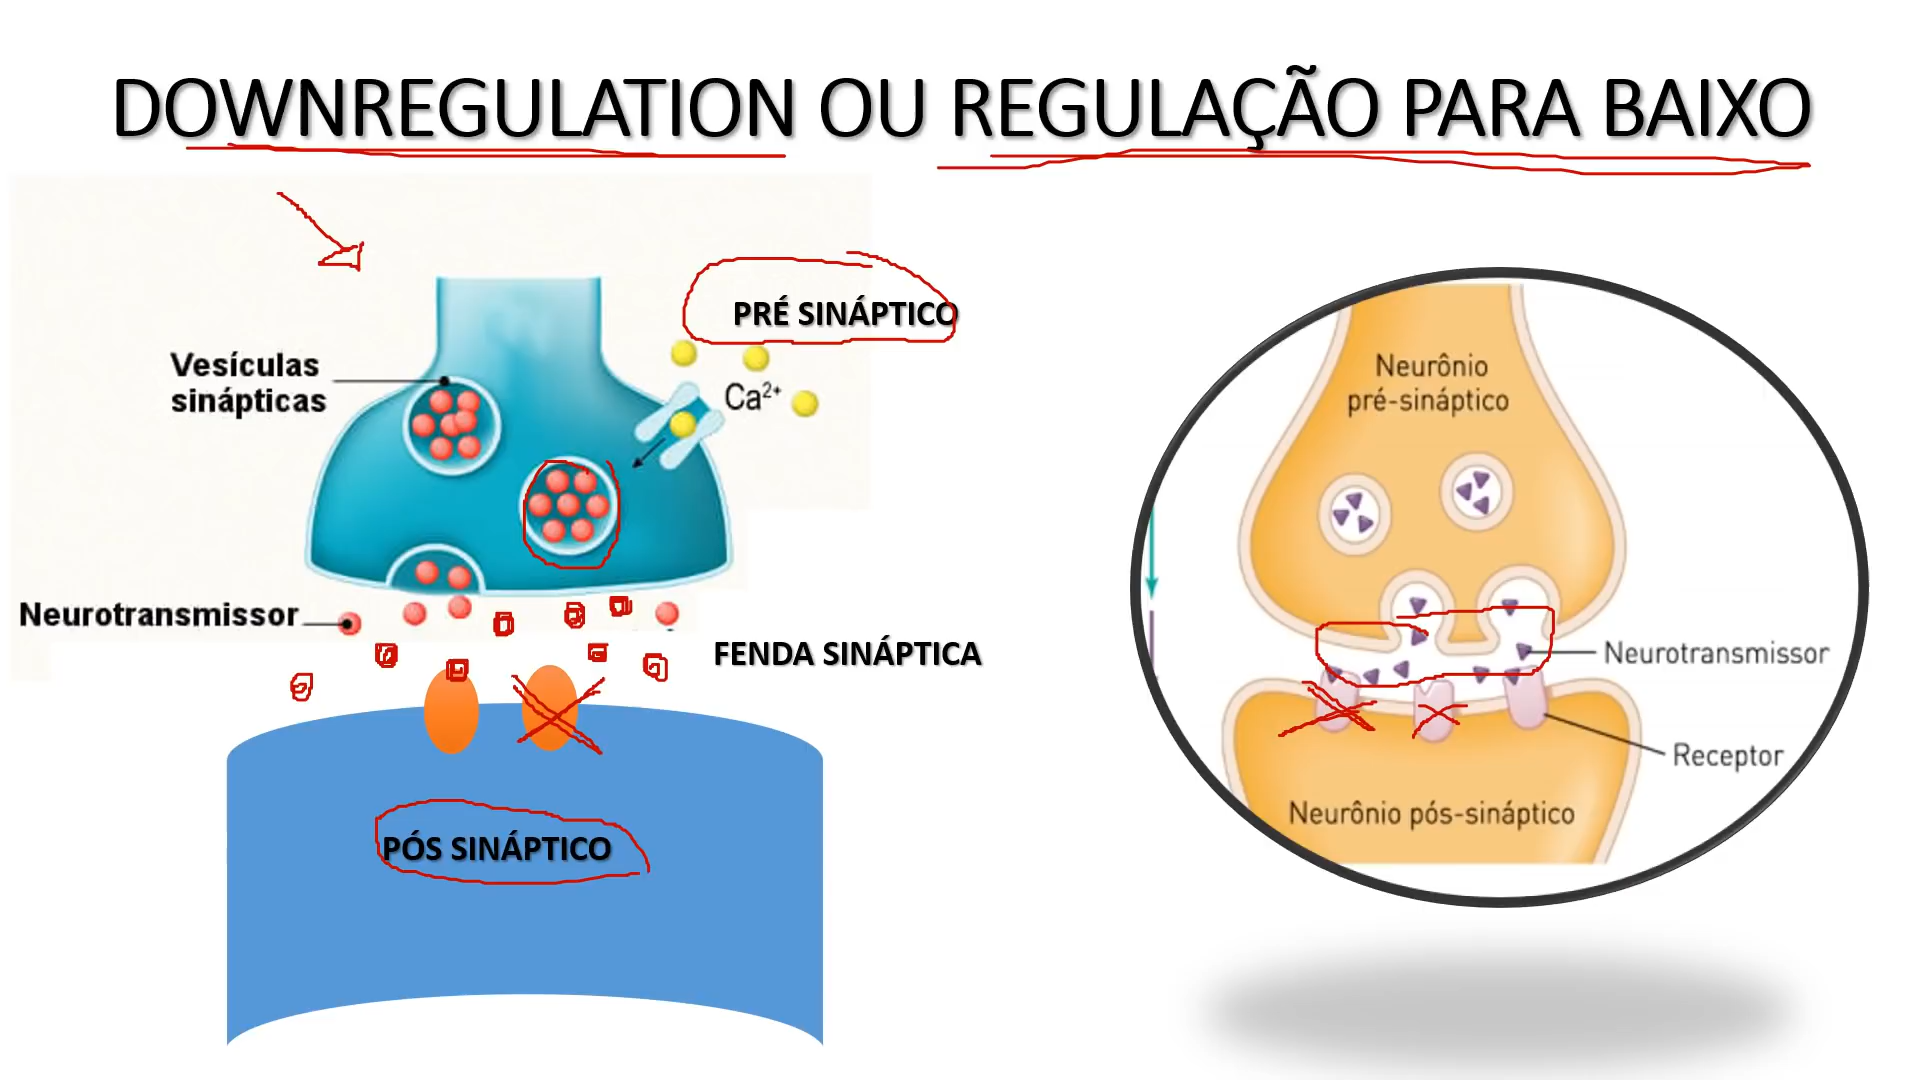 DOWNREGULATION OU REGULAÇÃO PARA BAIXO
PRÉ SINÁPTICO
Vesículas
sinápticas
Ca²⁺
Neurotransmissor
FENDA SINÁPTICA
PÓS SINÁPTICO
Neurônio
pré-sináptico
Neurotransmissor
Receptor
Neurônio pós-sináptico